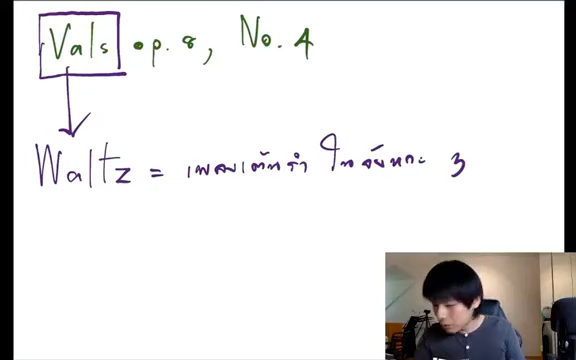 Vals op. 8, No. 4
Waltz = เพลงเต้นรำ ในจังหวะ 3